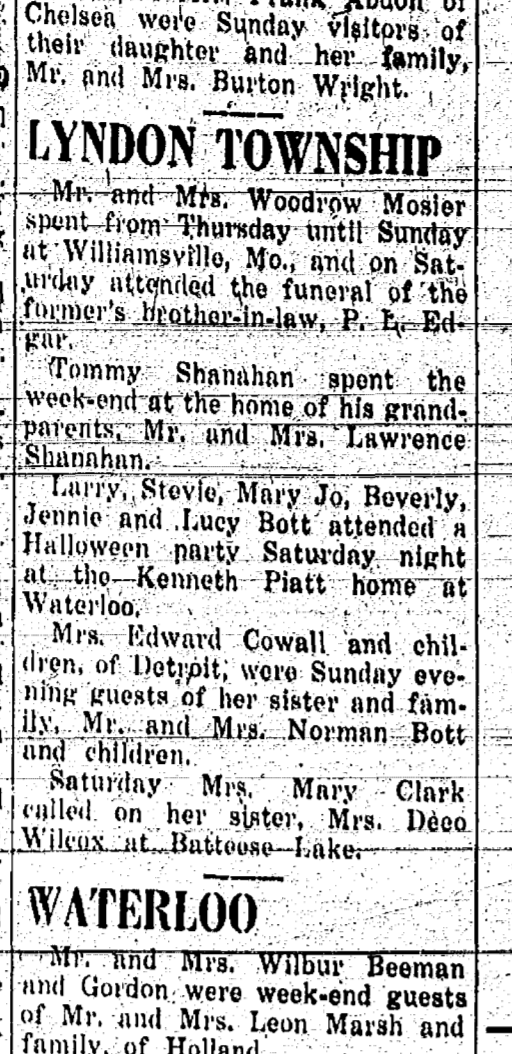 Frank Abdon of
Chelsea were Sunday visitors of
their daughter and her family,
Mr. and Mrs. Burton Wright.
LYNDON TOWNSHIP
Mr. and Mrs. Woodrow Mosier
spent from Thursday until Sunday
at Williamsville, Mo., and on Sat-
urday attended the funeral of the
former's brother-in-law, P. L. Ed-
gar.
Tommy Shanahan spent the
week-end at the home of his grand-
parents, Mr. and Mrs. Lawrence
Shanahan.
Larry, Stevie, Mary Jo, Beverly,
Jennie and Lucy Bott attended a
Halloween party Saturday night
at the Kenneth Piatt home at
Waterloo.
Mrs. Edward Cowall and chil-
dren, of Detroit, were Sunday eve-
ning guests of her sister and fam-
ily, Mr. and Mrs. Norman Bott
and children.
Saturday Mrs. Mary Clark
called on her sister, Mrs. Deeo
Wilcox at Batteese Lake.
WATERLOO
Mr. and Mrs. Wilbur Beeman
and Gordon were week-end guests
of Mr. and Mrs. Leon Marsh and
family, of Holland.